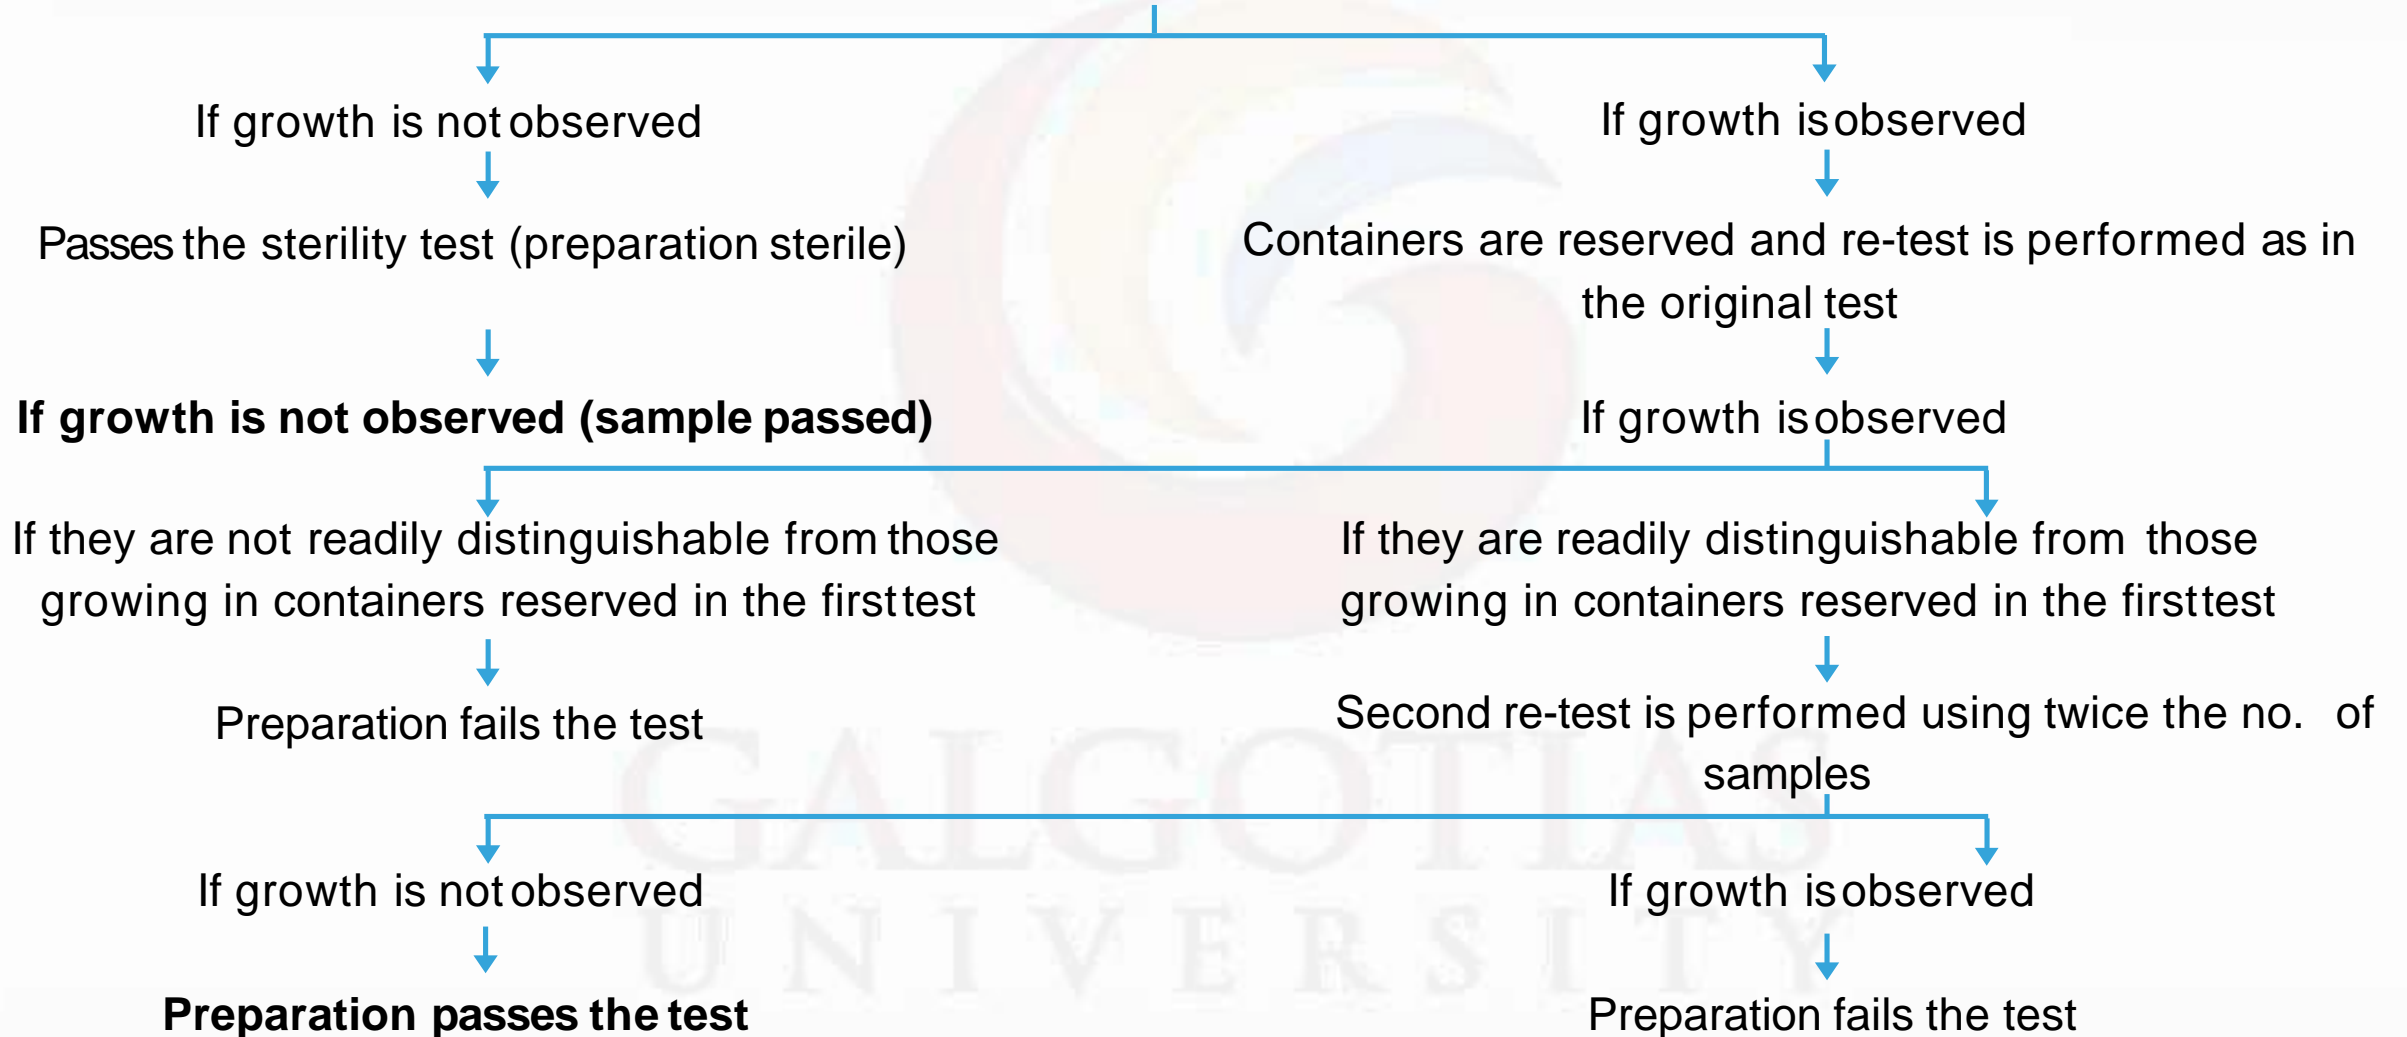 If growth is not observed
If growth is observed
Passes the sterility test (preparation sterile)
Containers are reserved and re-test is performed as in
the original test
If growth is not observed (sample passed)
If growth is observed
If they are not readily distinguishable from those
growing in containers reserved in the first test
If they are readily distinguishable from those
growing in containers reserved in the first test
Preparation fails the test
Second re-test is performed using twice the no. of
samples
If growth is not observed
If growth is observed
Preparation passes the test
Preparation fails the test
GALGOTIAS
UNIVERSITY